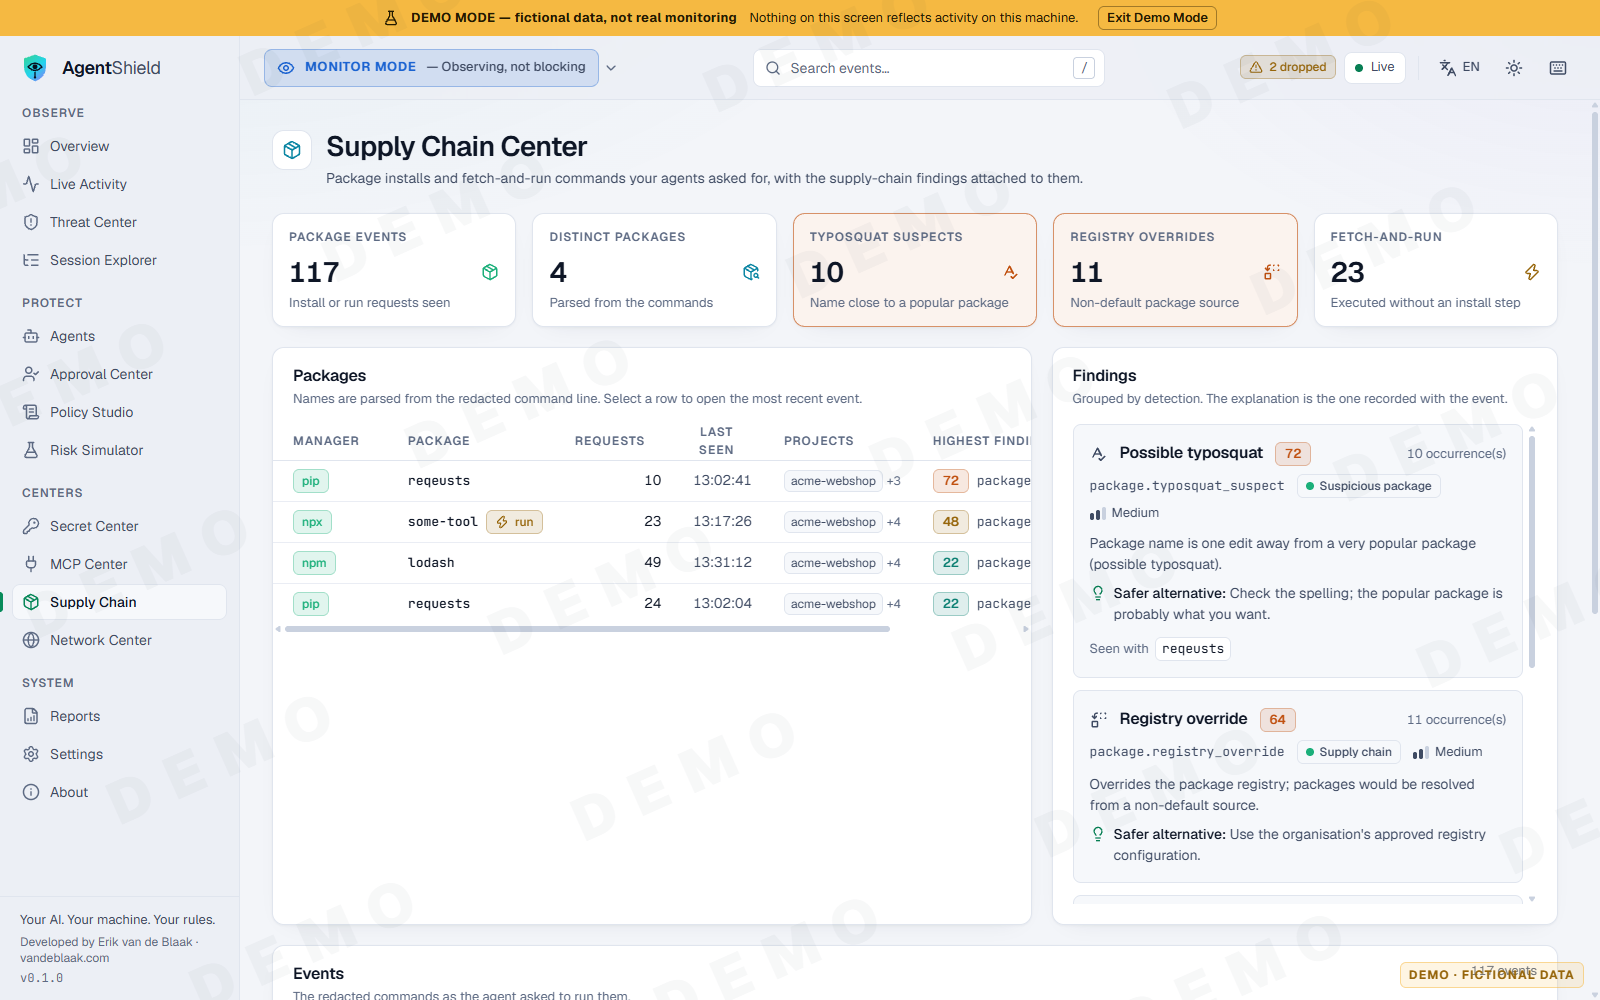 DEMO MODE — fictional data, not real monitoring Nothing on this screen reflects activity on this machine. Exit Demo Mode
AgentShield
MONITOR MODE — Observing, not blocking
Search events... /
2 dropped
Live
EN
OBSERVE
Overview
Live Activity
Threat Center
Session Explorer
PROTECT
Agents
Approval Center
Policy Studio
Risk Simulator
CENTERS
Secret Center
MCP Center
Supply Chain
Network Center
SYSTEM
Reports
Settings
About
Your AI. Your machine. Your rules.
Developed by Erik van de Blaak ·
vandeblaak.com
v0.1.0
Supply Chain Center
Package installs and fetch-and-run commands your agents asked for, with the supply-chain findings attached to them.
PACKAGE EVENTS
117
Install or run requests seen
DISTINCT PACKAGES
4
Parsed from the commands
TYPOSQUAT SUSPECTS
10
Name close to a popular package
REGISTRY OVERRIDES
11
Non-default package source
FETCH-AND-RUN
23
Executed without an install step
Packages
Names are parsed from the redacted command line. Select a row to open the most recent event.
MANAGER PACKAGE REQUESTS LAST SEEN PROJECTS HIGHEST FINDI
pip reqeusts 10 13:02:41 acme-webshop +3 72 package
npx some-tool run 23 13:17:26 acme-webshop +4 48 package
npm lodash 49 13:31:12 acme-webshop +4 22 package
pip requests 24 13:02:04 acme-webshop +4 22 package
Findings
Grouped by detection. The explanation is the one recorded with the event.
Possible typosquat 72 10 occurrence(s)
package.typosquat_suspect Suspicious package
Medium
Package name is one edit away from a very popular package
(possible typosquat).
Safer alternative: Check the spelling; the popular package is
probably what you want.
Seen with reqeusts
Registry override 64 11 occurrence(s)
package.registry_override Supply chain Medium
Overrides the package registry; packages would be resolved
from a non-default source.
Safer alternative: Use the organisation's approved registry
configuration.
Events
117 events
The redacted commands as the agent asked to run them.
DEMO · FICTIONAL DATA
DEMO